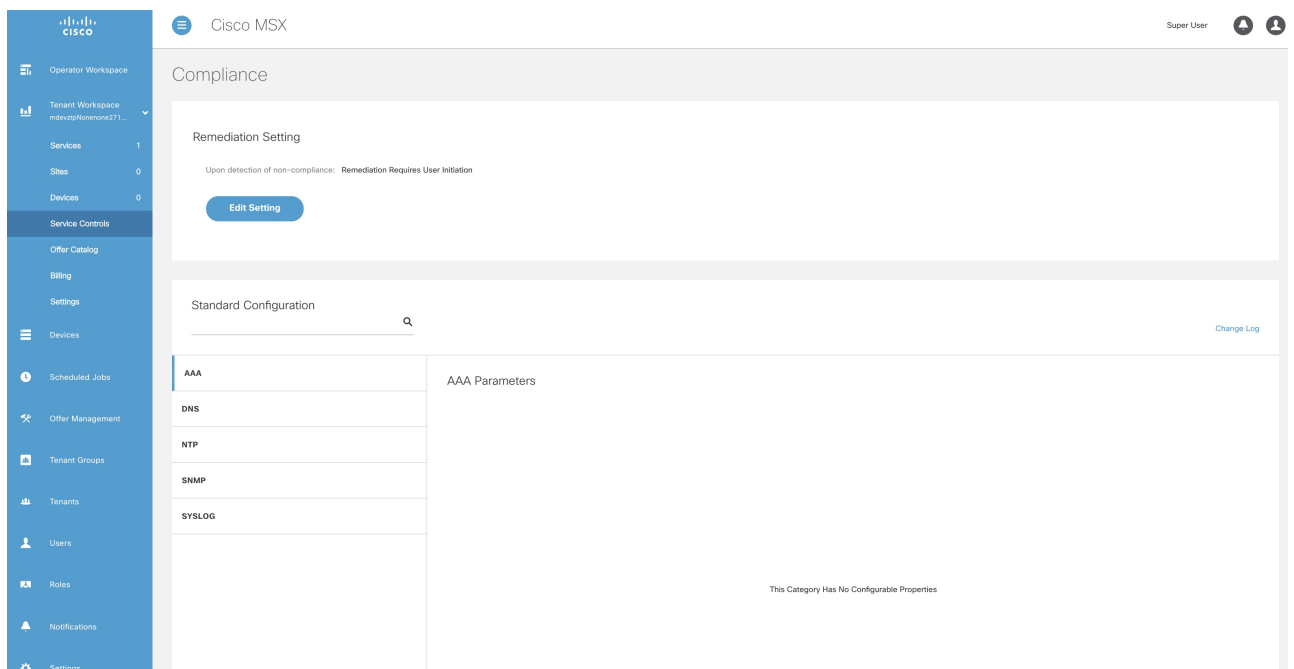 CISCO
Cisco MSX
Super User
Operator Workspace
Tenant Workspace
mdevztpNonenone271...
Services 1
Sites 0
Devices 0
Service Controls
Offer Catalog
Billing
Settings
Devices
Scheduled Jobs
Offer Management
Tenant Groups
Tenants
Users
Roles
Notifications
Settings
Compliance
Remediation Setting
Upon detection of non-compliance: Remediation Requires User Initiation
Edit Setting
Standard Configuration
Change Log
AAA
DNS
NTP
SNMP
SYSLOG
AAA Parameters
This Category Has No Configurable Properties